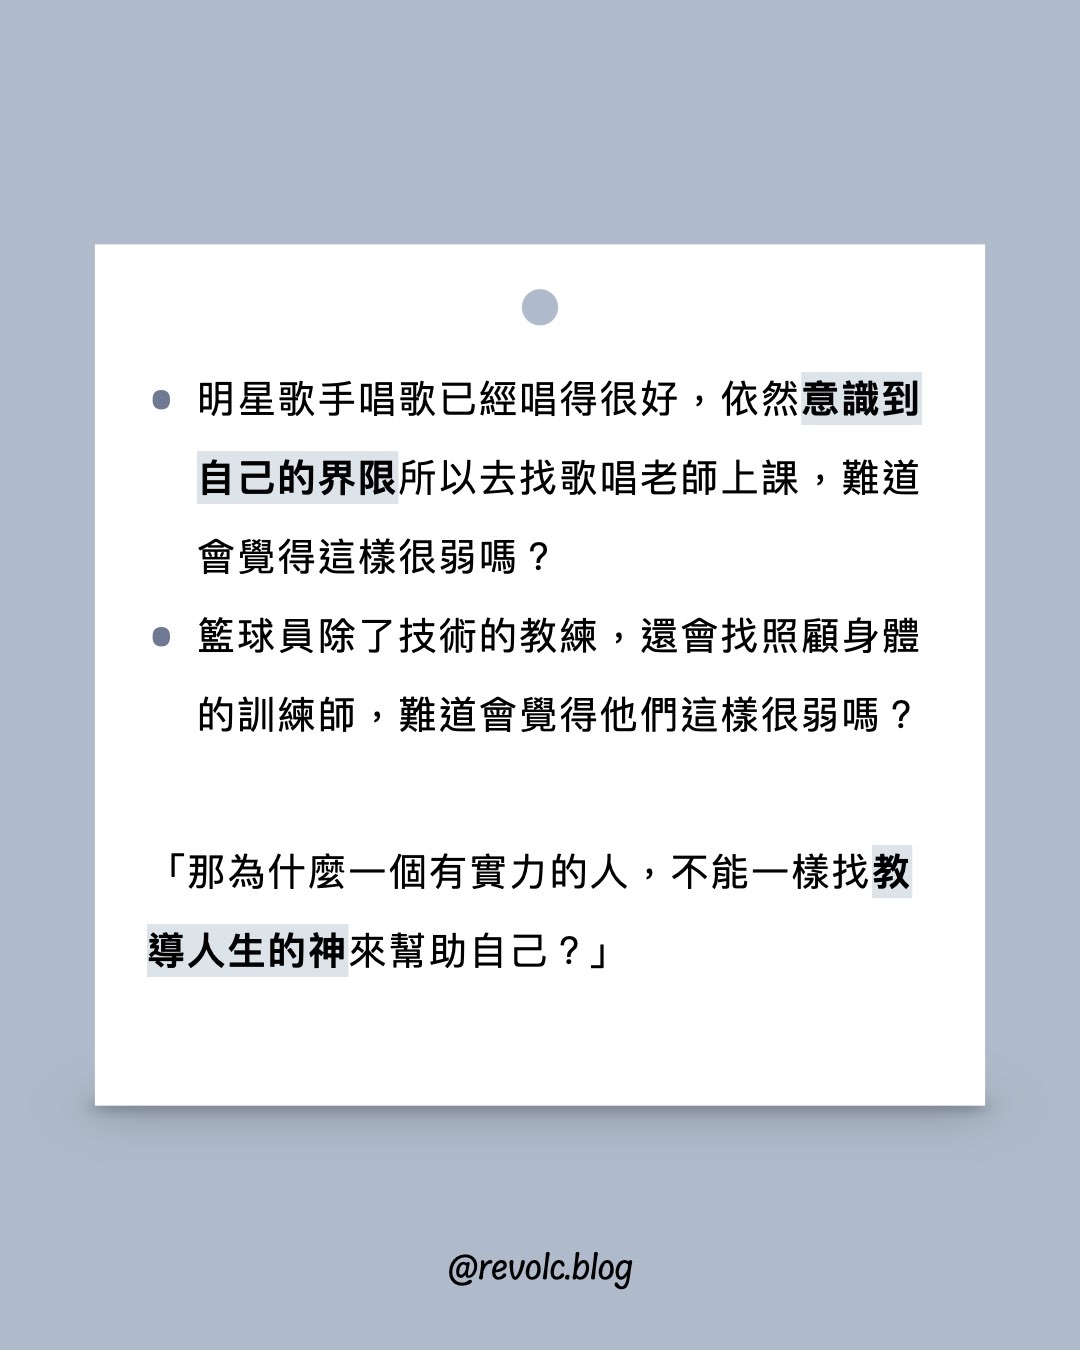 明星歌手唱歌已經唱得很好，依然意識到
自己的界限所以去找歌唱老師上課，難道
會覺得這樣很弱嗎？
籃球員除了技術的教練，還會找照顧身體
的訓練師，難道會覺得他們這樣很弱嗎？
「那為什麼一個有實力的人，不能一樣找教
導人生的神來幫助自己？」
@revolc.blog